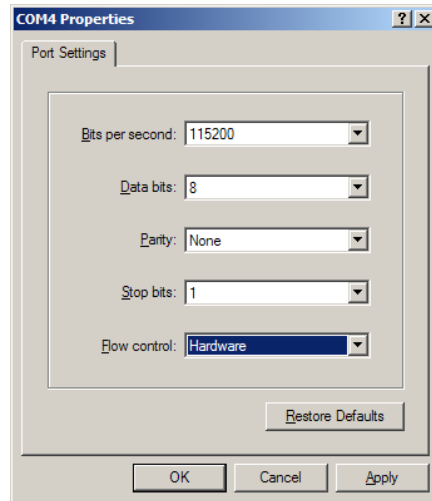 COM4 Properties
Port Settings
Bits per second: 115200
Data bits: 8
Parity: None
Stop bits: 1
Flow control: Hardware
Restore Defaults
OK Cancel Apply